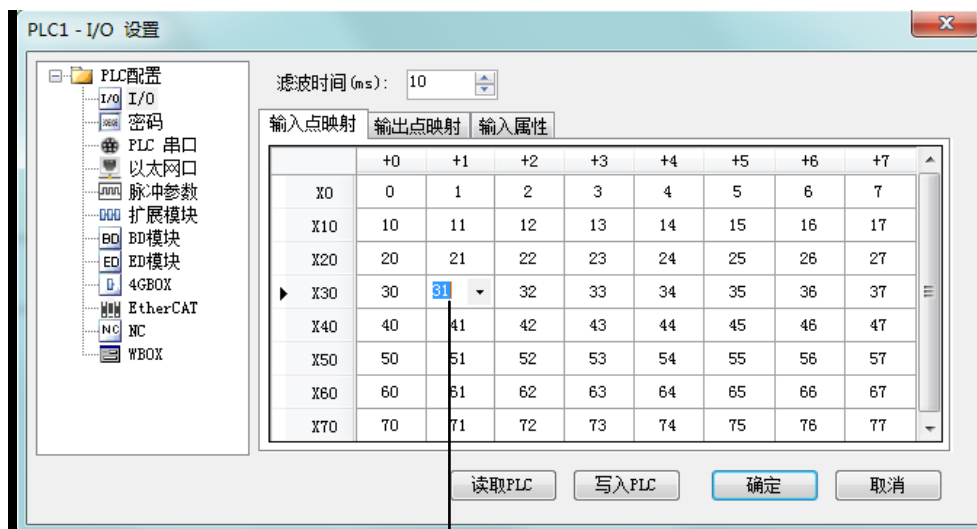 PLC1 - I/O 设置
PLC配置
I/O I/O
密码
PLC 串口
以太网口
脉冲参数
扩展模块
BD BD模块
ED ED模块
4GBOX
EtherCAT
NC NC
WBOX
滤波时间(ms): 10
输入点映射 输出点映射 输入属性
+0 +1 +2 +3 +4 +5 +6 +7
X0 0 1 2 3 4 5 6 7
X10 10 11 12 13 14 15 16 17
X20 20 21 22 23 24 25 26 27
X30 30 31 32 33 34 35 36 37
X40 40 41 42 43 44 45 46 47
X50 50 51 52 53 54 55 56 57
X60 60 61 62 63 64 65 66 67
X70 70 71 72 73 74 75 76 77
读取PLC 写入PLC 确定 取消